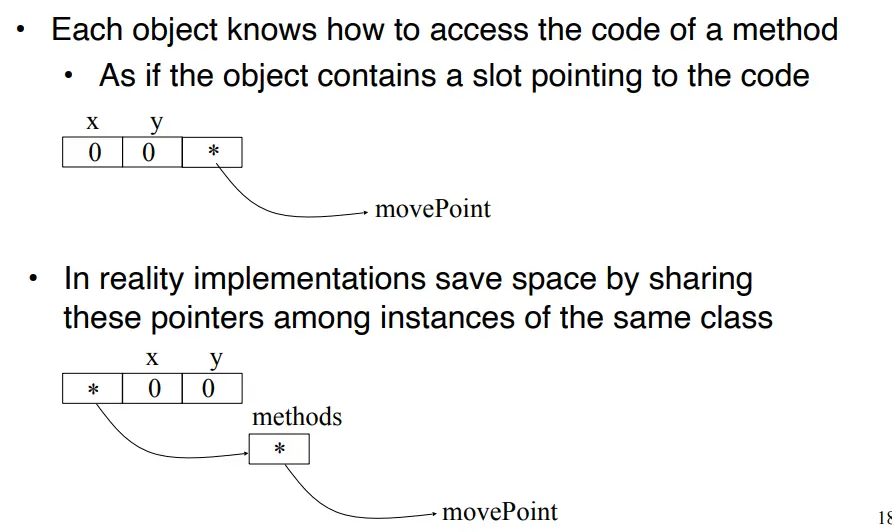 • Each object knows how to access the code of a method
• As if the object contains a slot pointing to the code
x y
0 0 *
movePoint
• In reality implementations save space by sharing
these pointers among instances of the same class
x y
* 0 0
methods
*
movePoint
18